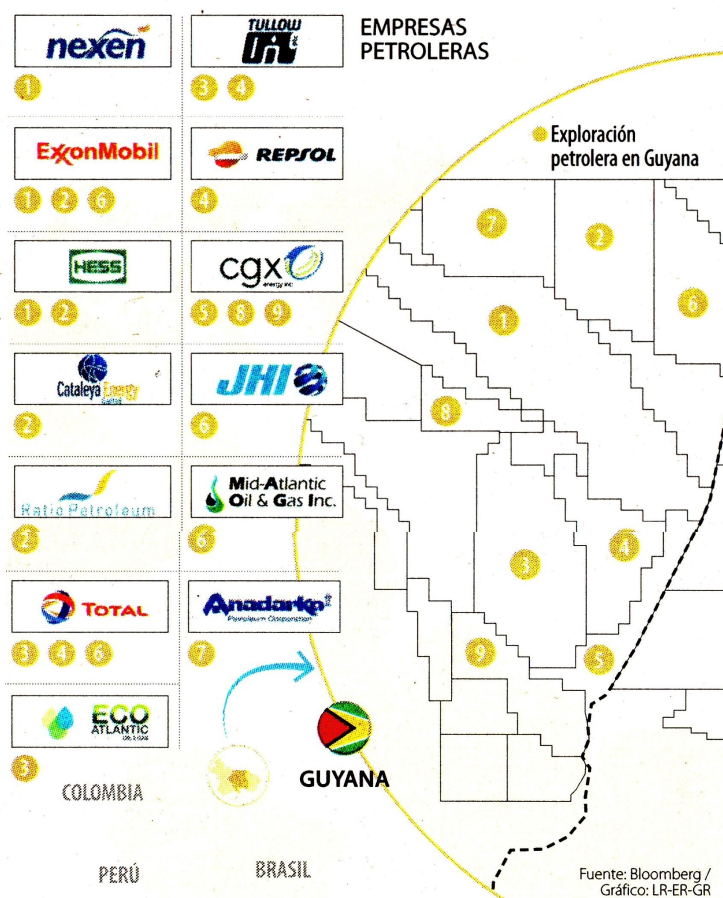 EMPRESAS
PETROLERAS
nexen
1
TULLOW
Oil
3 4
ExxonMobil
1 2 6
REPSOL
4
HESS
1 2
cgx
energy inc
5 8 9
Cataleya Energy
2
JHI
6
Ratio Petroleum
2
Mid-Atlantic
Oil & Gas Inc.
6
TOTAL
3 4 6
Anadarko
Petroleum Corporation
7
ECO
ATLANTIC
OIL & GAS
3
Exploración
petrolera en Guyana
7
2
6
1
8
4
3
9
5
GUYANA
COLOMBIA
PERÚ
BRASIL
Fuente: Bloomberg /
Gráfico: LR-ER-GR